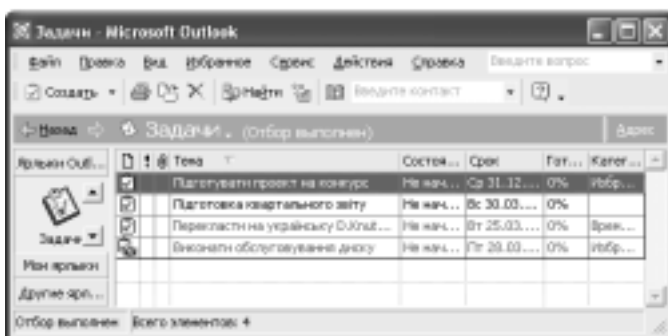 Задачи - Microsoft Outlook
Файл Правка Вид Избранное Сервис Действия Справка Введите вопрос
Создать Найти Введите контакт
Назад Задачи. (Отбор выполнен) Адрес
Ярлыки Outl... Тема Состоя... Срок Гот... Катег...
Підготувати проект на конкурс Не нач... Ср 31.12.... 0% Избр...
Підготовка квартального звіту Не нач... Вс 30.03.... 0%
Перекласти на українську D.Knut... Не нач... Вт 25.03.... 0% Врем...
Задачи Виконати обслуговування диску Не нач... Пт 28.03.... 0% Избр...
Мои ярлыки
Другие ярл...
Отбор выполнен Всего элементов: 4